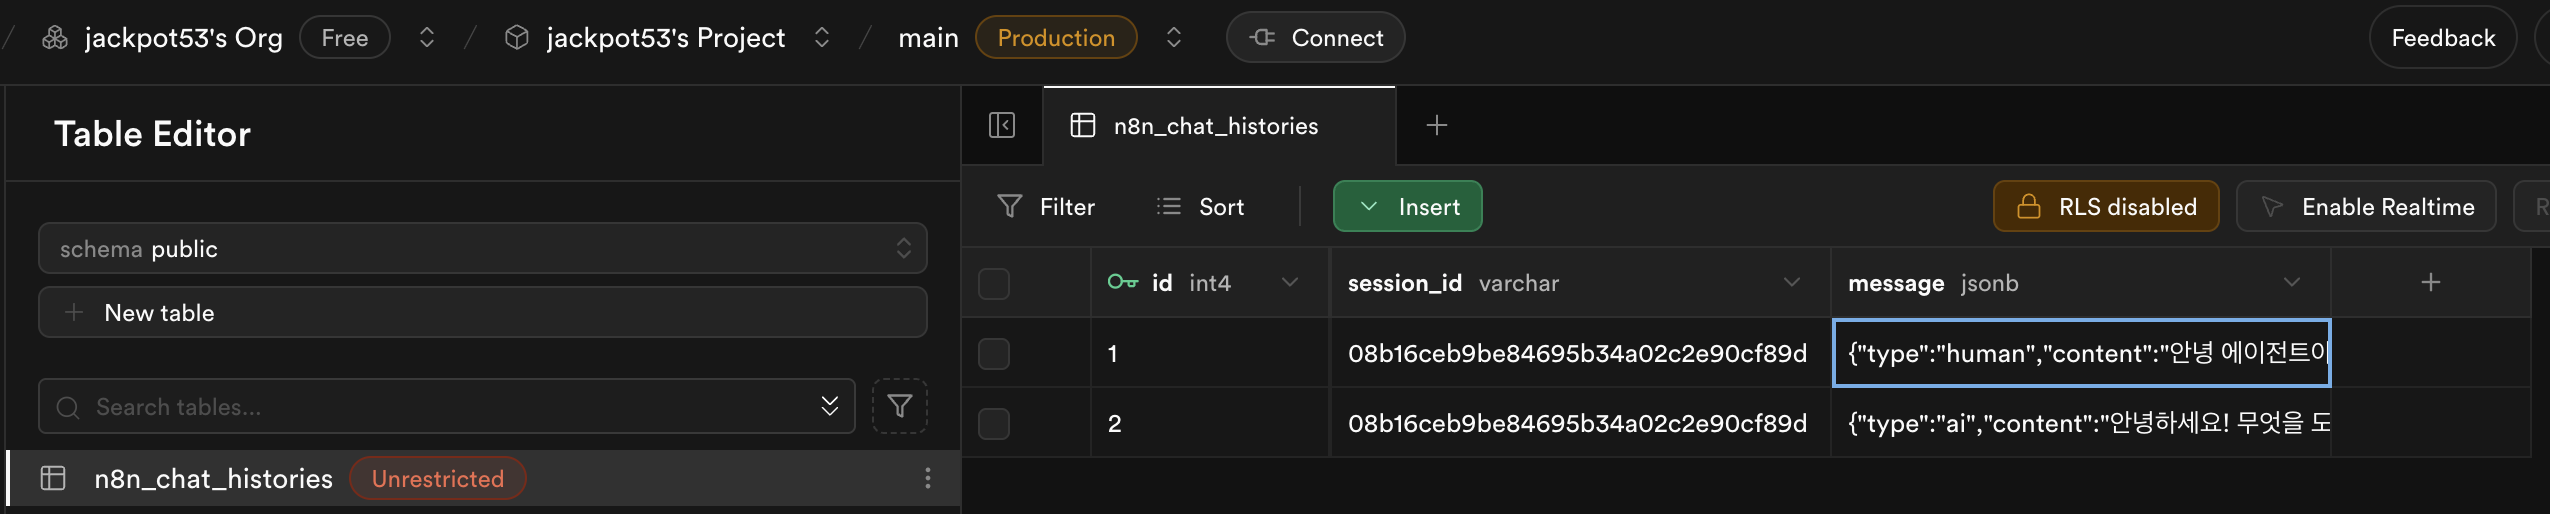 jackpot53's Org Free / jackpot53's Project / main Production Connect Feedback
Table Editor
n8n_chat_histories
Filter Sort Insert RLS disabled Enable Realtime
schema public
New table
id int4 session_id varchar message jsonb
1 08b16ceb9be84695b34a02c2e90cf89d {"type":"human","content":"안녕 에이전트야
Search tables...
2 08b16ceb9be84695b34a02c2e90cf89d {"type":"ai","content":"안녕하세요! 무엇을 도
n8n_chat_histories Unrestricted